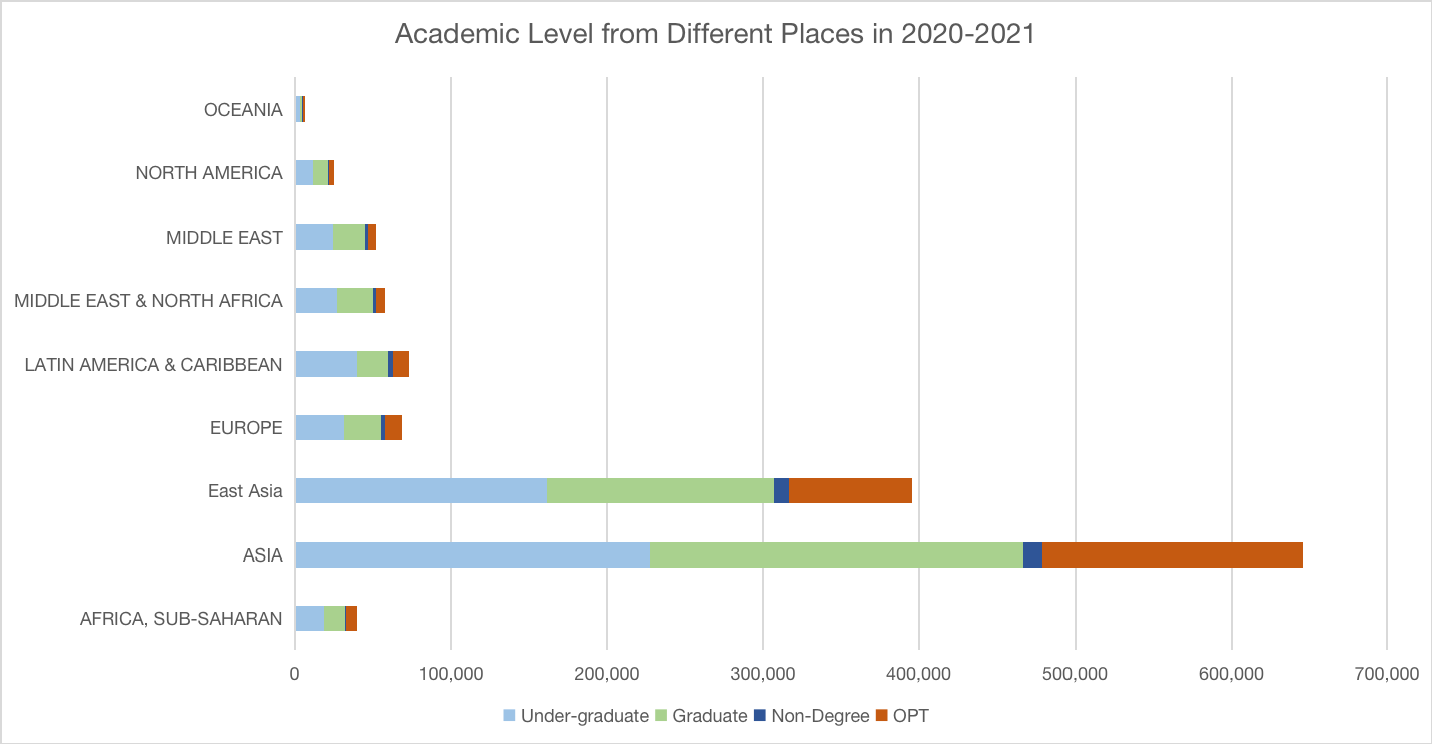 Academic Level from Different Places in 2020-2021
OCEANIA
NORTH AMERICA
MIDDLE EAST
MIDDLE EAST & NORTH AFRICA
LATIN AMERICA & CARIBBEAN
EUROPE
East Asia
ASIA
AFRICA, SUB-SAHARAN
0 100,000 200,000 300,000 400,000 500,000 600,000 700,000
Under-graduate Graduate Non-Degree OPT